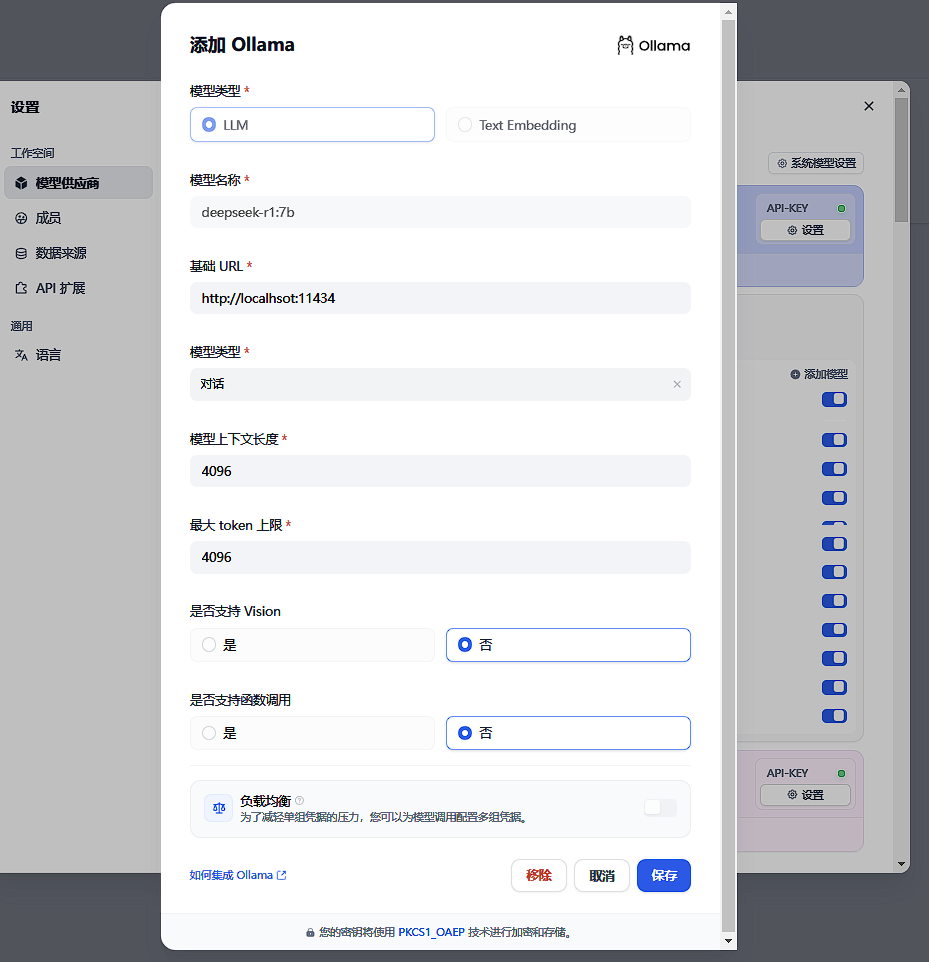 添加 Ollama
Ollama
模型类型 *
LLM
Text Embedding
模型名称 *
deepseek-r1:7b
基础 URL *
http://localhsot:11434
模型类型 *
对话
模型上下文长度 *
4096
最大 token 上限 *
4096
是否支持 Vision
是
否
是否支持函数调用
是
否
负载均衡
为了减轻单组凭据的压力，您可以为模型调用配置多组凭据。
如何集成 Ollama
移除
取消
保存
您的密钥将使用 PKCS1_OAEP 技术进行加密和存储。
设置
工作空间
模型供应商
成员
数据来源
API 扩展
通用
语言
系统模型设置
API-KEY
设置
添加模型
API-KEY
设置